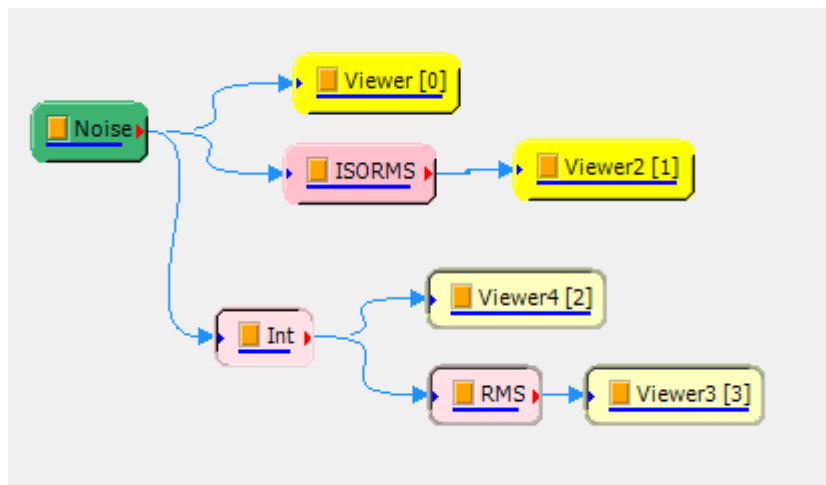 Viewer [0]
Noise
ISORMS
Viewer2 [1]
Viewer4 [2]
Int
RMS
Viewer3 [3]